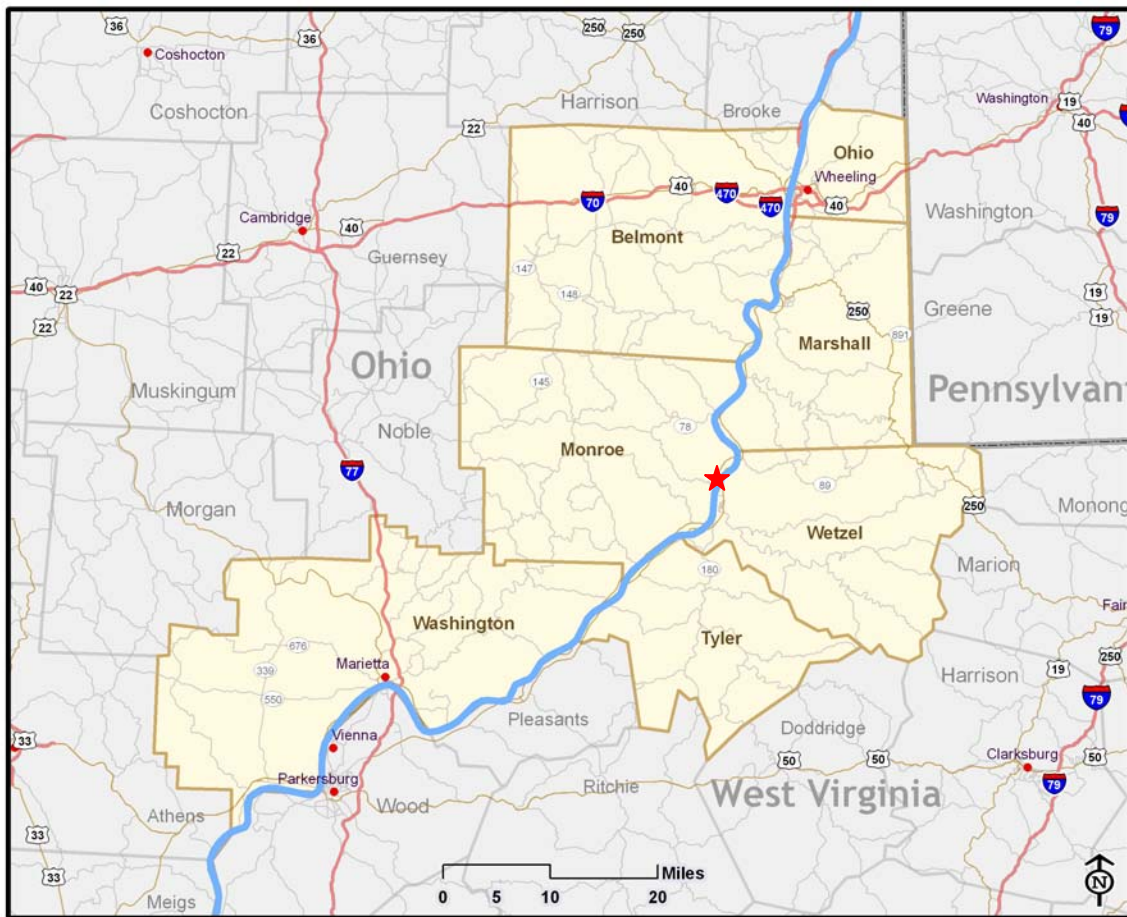 36
36
250
250
79
Coshocton
Coshocton
Harrison
Brooke
Washington
19
40
22
Ohio
Wheeling
40
470
70
470
40
Cambridge
40
Belmont
Washington
79
22
Guernsey
147
148
40
22
22
19
19
Greene
250
891
Marshall
Ohio
Pennsylvan
145
Muskingum
78
Noble
Monroe
77
89
Morgan
250
Monong
Wetzel
Marion
180
Fair
Washington
Tyler
676
Marietta
339
550
Harrison
19
250
79
Pleasants
Doddridge
33
Vienna
50
50
Clarksburg
50
79
Parkersburg
Ritchie
West Virginia
Athens
Wood
33
33
Miles
0 5 10 20
N
Meigs